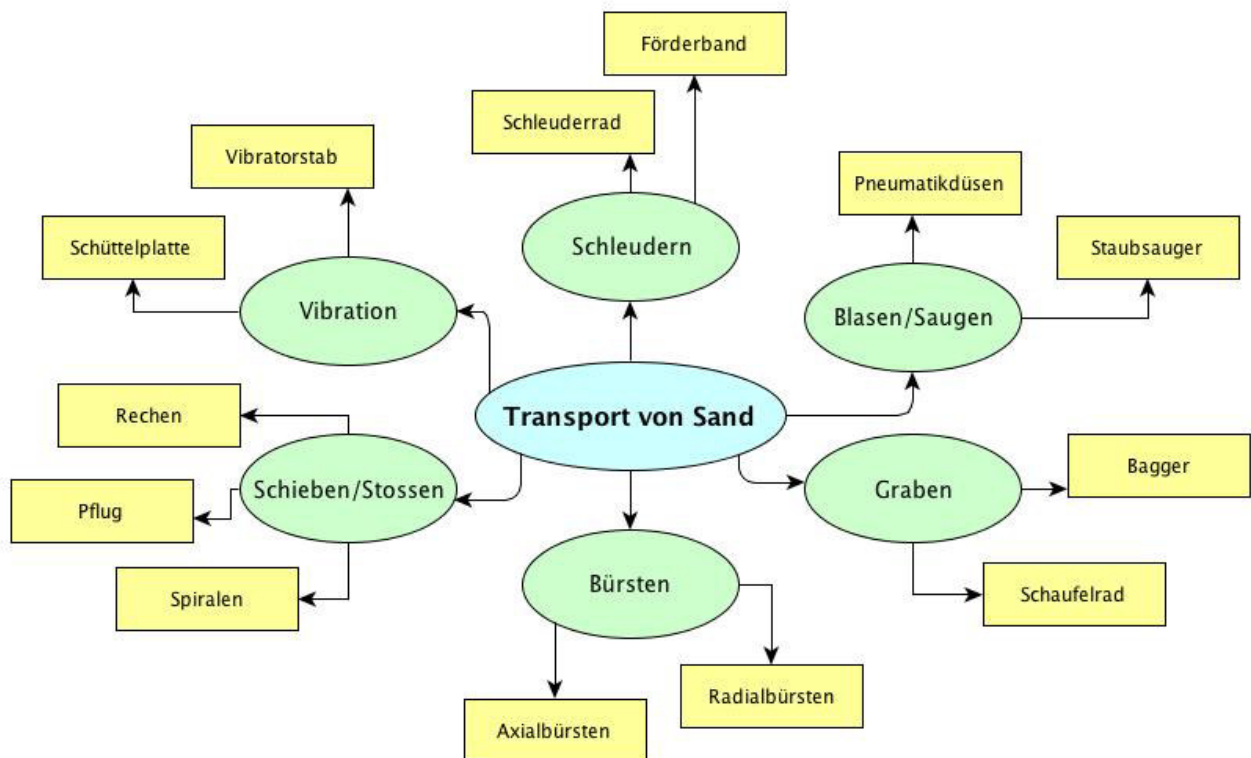 Förderband
Schleuderrad
Vibratorstab
Pneumatikdüsen
Schüttelplatte
Schleudern
Staubsauger
Vibration
Blasen/Saugen
Rechen
Transport von Sand
Bagger
Schieben/Stossen
Graben
Pflug
Spiralen
Bürsten
Schaufelrad
Radialbürsten
Axialbürsten